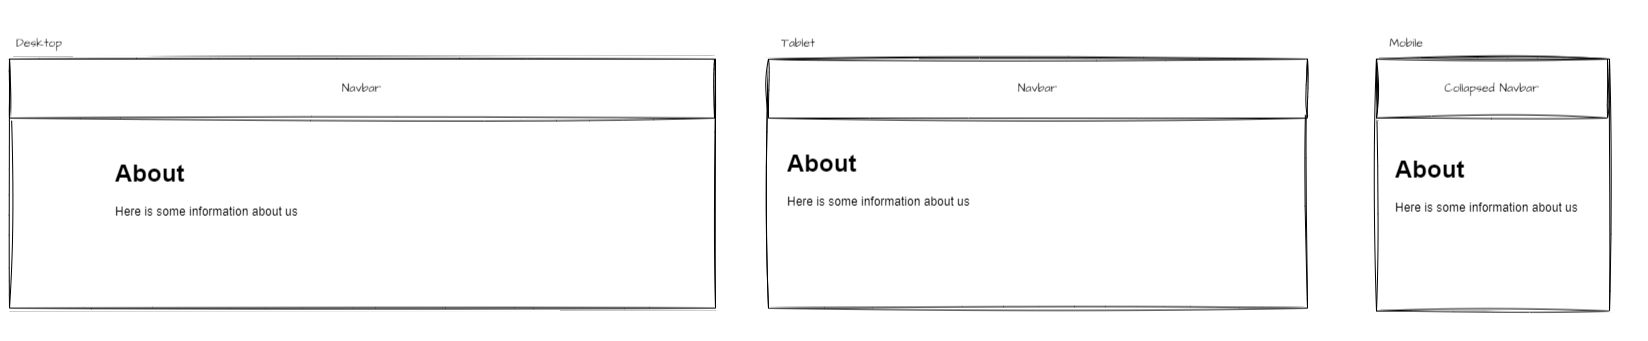 Desktop
Navbar
About
Here is some information about us
Tablet
Navbar
About
Here is some information about us
Mobile
Collapsed Navbar
About
Here is some information about us